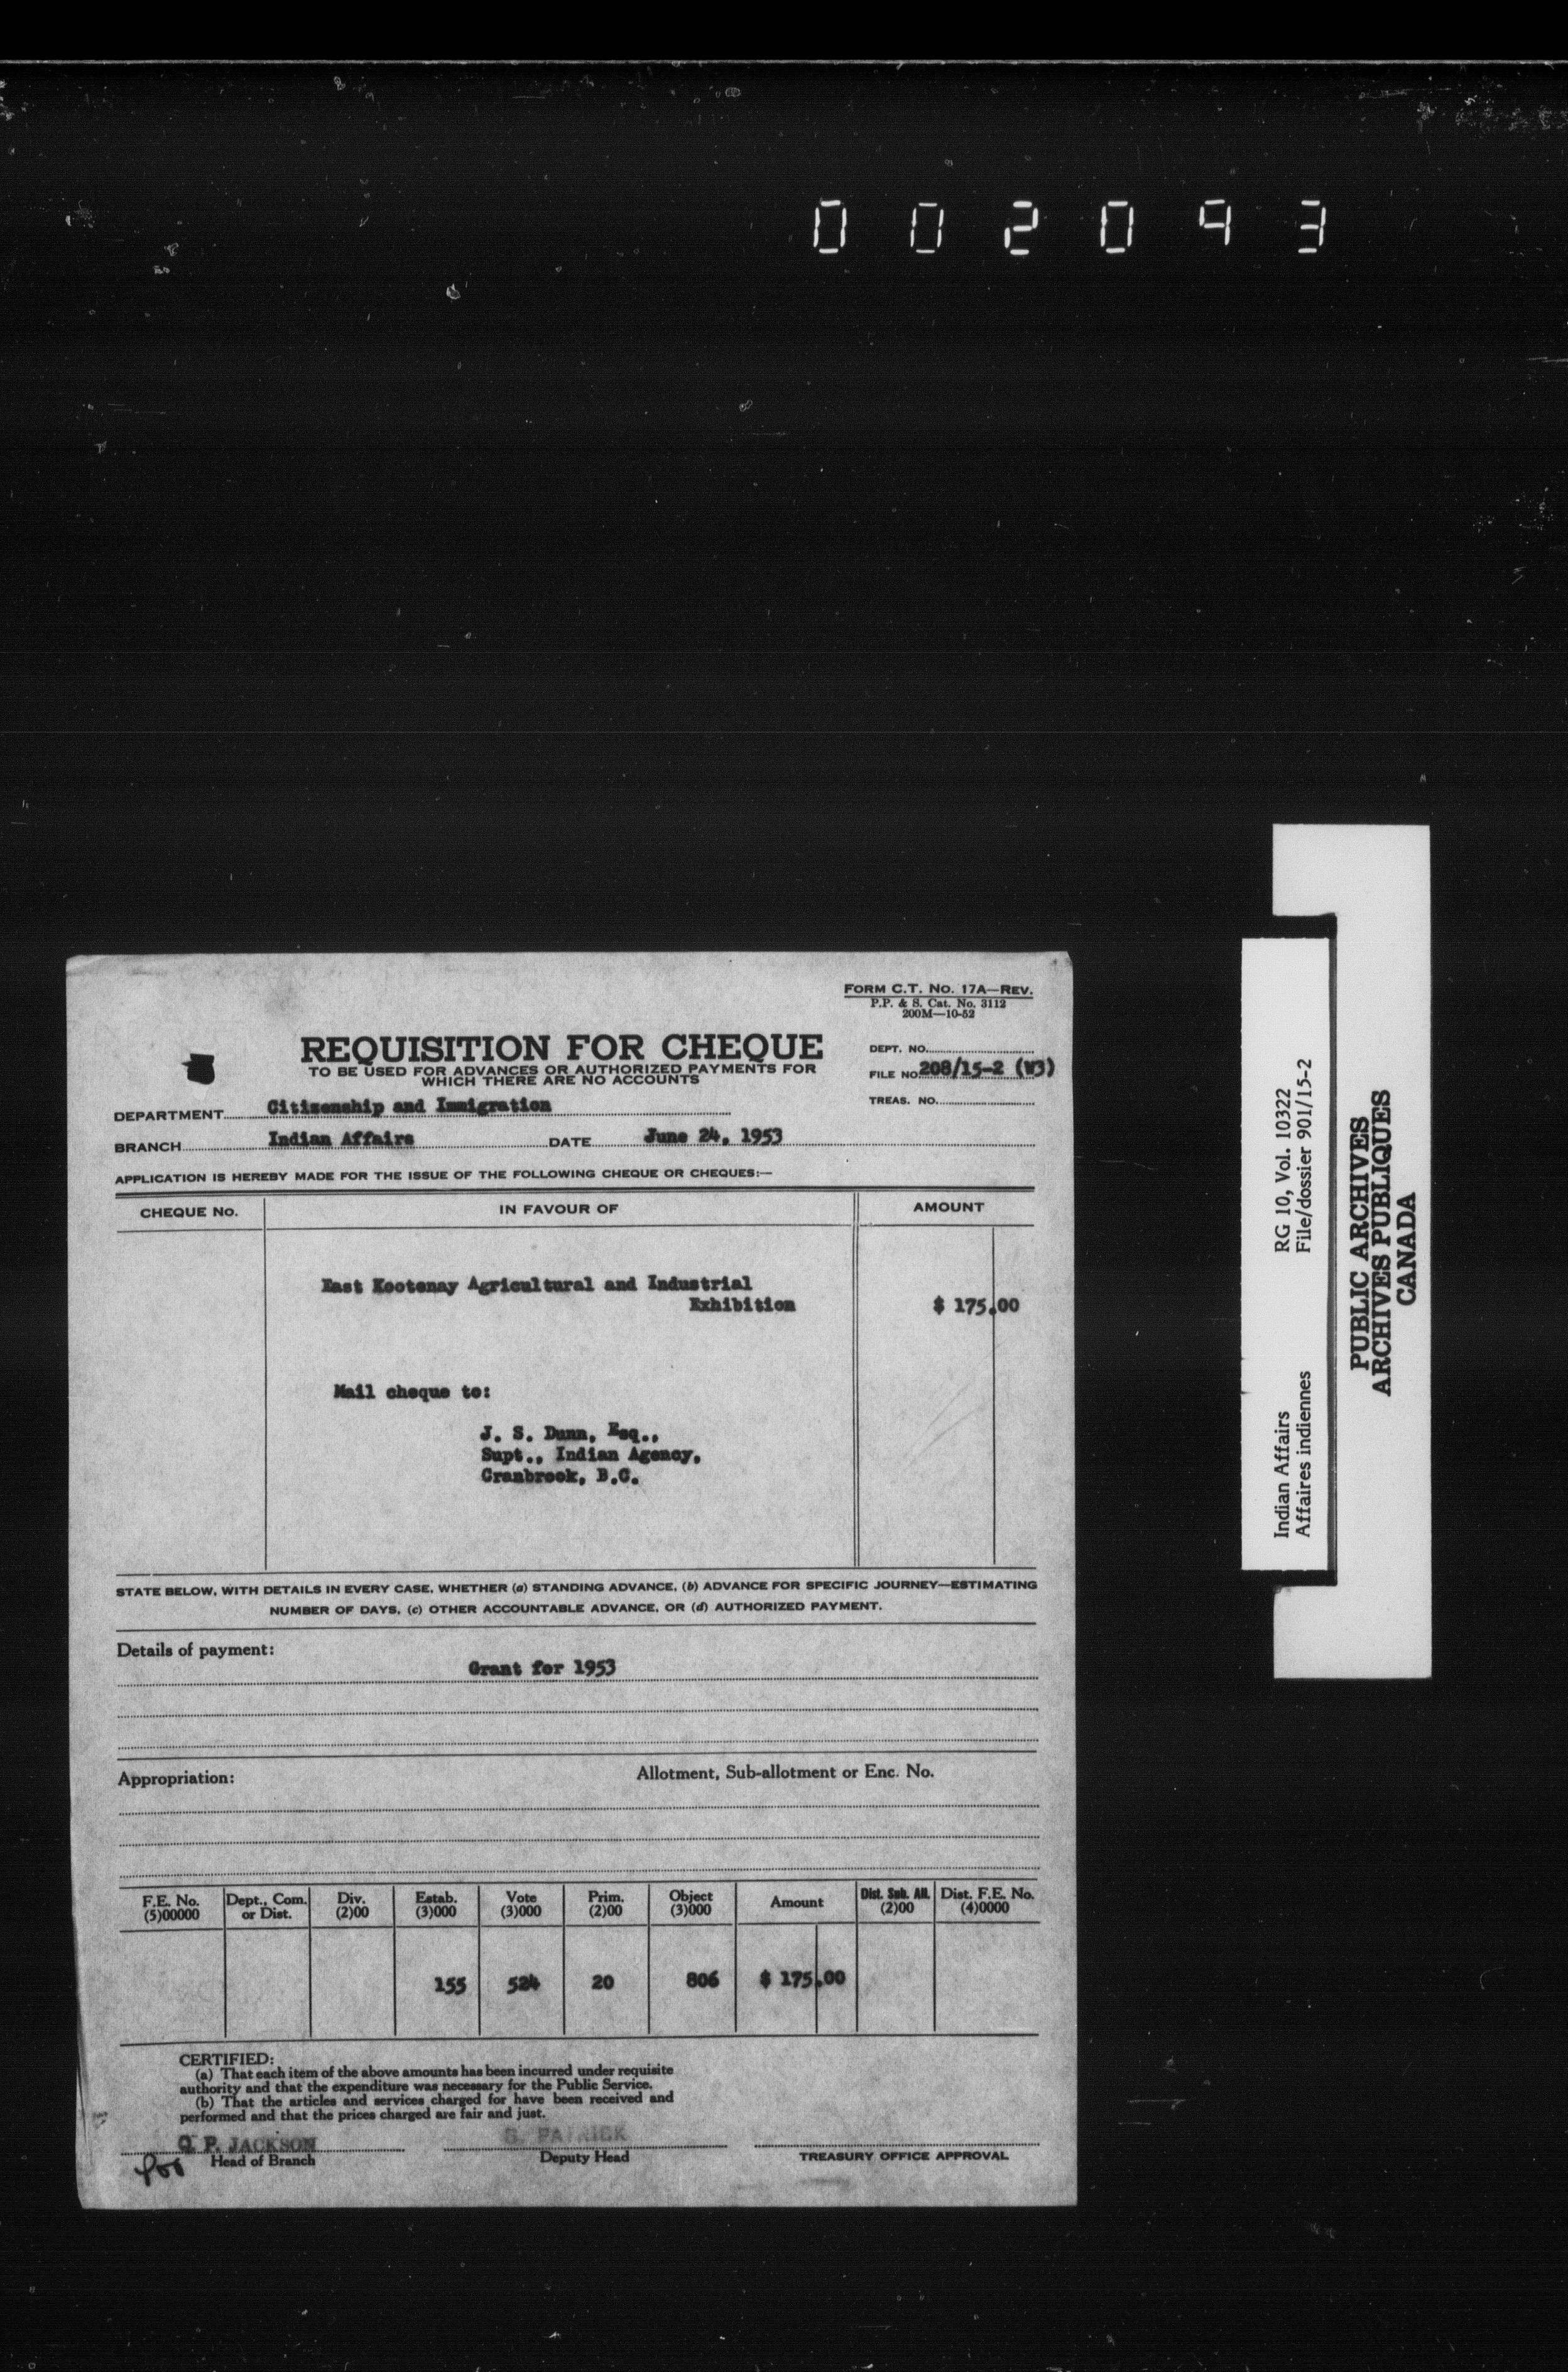 002093
FORM C.T. No. 17A—REV.
P.P. & S. Cat. No. 3112
200M—10-52
REQUISITION FOR CHEQUE
TO BE USED FOR ADVANCES OR AUTHORIZED PAYMENTS FOR
WHICH THERE ARE NO ACCOUNTS
DEPT. NO.
FILE NO. 208/15-2 (W3)
TREAS. NO.
DEPARTMENT Citizenship and Immigration
BRANCH Indian Affairs DATE June 24, 1953
APPLICATION IS HEREBY MADE FOR THE ISSUE OF THE FOLLOWING CHEQUE OR CHEQUES:—
CHEQUE No. IN FAVOUR OF AMOUNT
East Kootenay Agricultural and Industrial
Exhibition $ 175.00
Mail cheque to:
J. S. Dunn, Esq.,
Supt., Indian Agency,
Cranbrook, B.C.
STATE BELOW, WITH DETAILS IN EVERY CASE, WHETHER (a) STANDING ADVANCE, (b) ADVANCE FOR SPECIFIC JOURNEY—ESTIMATING
NUMBER OF DAYS, (c) OTHER ACCOUNTABLE ADVANCE, OR (d) AUTHORIZED PAYMENT.
Details of payment:
Grant for 1953
Appropriation: Allotment, Sub-allotment or Enc. No.
F.E. No. Dept., Com. Div. Estab. Vote Prim. Object Amount Dist. Sub. All. Dist. F.E. No.
(5)00000 or Dist. (2)00 (3)000 (3)000 (2)00 (3)000 (2)00 (4)0000
155 524 20 806 $ 175.00
CERTIFIED:
(a) That each item of the above amounts has been incurred under requisite
authority and that the expenditure was necessary for the Public Service.
(b) That the articles and services charged for have been received and
performed and that the prices charged are fair and just.
P. JACKSON PATRICK
for Head of Branch Deputy Head TREASURY OFFICE APPROVAL
Indian Affairs RG 10, Vol. 10322
Affaires indiennes File/dossier 901/15-2
PUBLIC ARCHIVES
ARCHIVES PUBLIQUES
CANADA